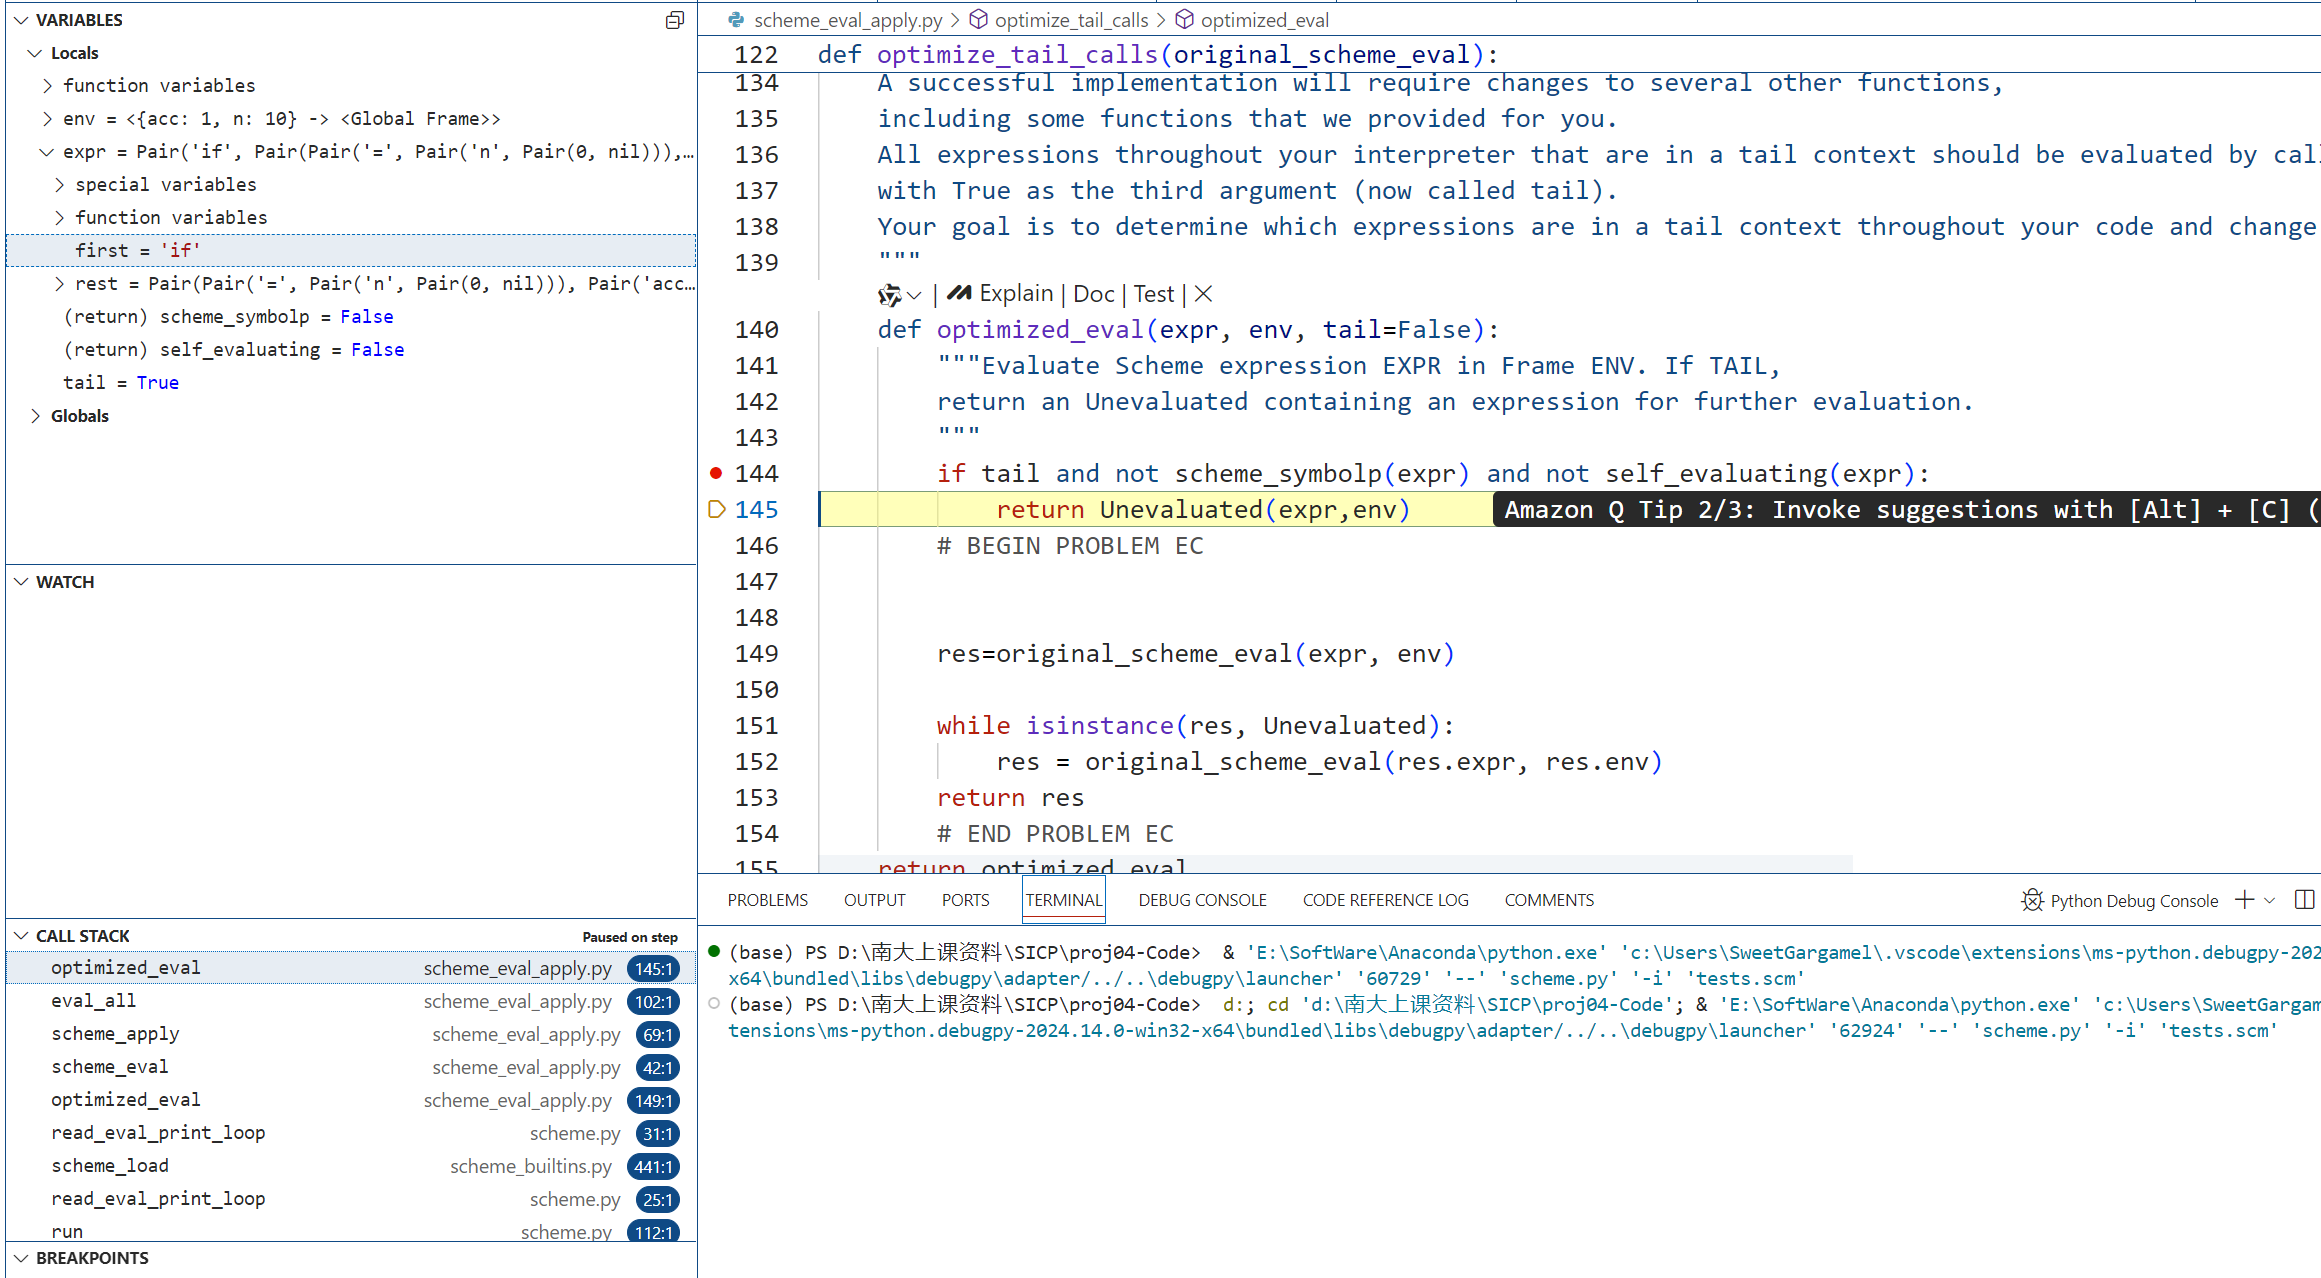 VARIABLES
Locals
function variables
env = <{acc: 1, n: 10} -> <Global Frame>>
expr = Pair('if', Pair(Pair('=', Pair('n', Pair(0, nil))),…
special variables
function variables
first = 'if'
rest = Pair(Pair('=', Pair('n', Pair(0, nil))), Pair('acc…
(return) scheme_symbolp = False
(return) self_evaluating = False
tail = True
Globals
WATCH
CALL STACK Paused on step
optimized_eval scheme_eval_apply.py 145:1
eval_all scheme_eval_apply.py 102:1
scheme_apply scheme_eval_apply.py 69:1
scheme_eval scheme_eval_apply.py 42:1
optimized_eval scheme_eval_apply.py 149:1
read_eval_print_loop scheme.py 31:1
scheme_load scheme_builtins.py 441:1
read_eval_print_loop scheme.py 25:1
run scheme.py 112:1
BREAKPOINTS
scheme_eval_apply.py > optimize_tail_calls > optimized_eval
122 def optimize_tail_calls(original_scheme_eval):
134 A successful implementation will require changes to several other functions,
135 including some functions that we provided for you.
136 All expressions throughout your interpreter that are in a tail context should be evaluated by cal
137 with True as the third argument (now called tail).
138 Your goal is to determine which expressions are in a tail context throughout your code and change
139 """
| Explain | Doc | Test | ×
140 def optimized_eval(expr, env, tail=False):
141 """Evaluate Scheme expression EXPR in Frame ENV. If TAIL,
142 return an Unevaluated containing an expression for further evaluation.
143 """
144 if tail and not scheme_symbolp(expr) and not self_evaluating(expr):
145 return Unevaluated(expr,env) Amazon Q Tip 2/3: Invoke suggestions with [Alt] + [C] (
146 # BEGIN PROBLEM EC
147
148
149 res=original_scheme_eval(expr, env)
150
151 while isinstance(res, Unevaluated):
152 res = original_scheme_eval(res.expr, res.env)
153 return res
154 # END PROBLEM EC
155 return optimized_eval
PROBLEMS OUTPUT PORTS TERMINAL DEBUG CONSOLE CODE REFERENCE LOG COMMENTS Python Debug Console
(base) PS D:\南大上课资料\SICP\proj04-Code> & 'E:\SoftWare\Anaconda\python.exe' 'c:\Users\SweetGargamel\.vscode\extensions\ms-python.debugpy-202
x64\bundled\libs\debugpy\adapter/../..\debugpy\launcher' '60729' '--' 'scheme.py' '-i' 'tests.scm'
(base) PS D:\南大上课资料\SICP\proj04-Code> d:; cd 'd:\南大上课资料\SICP\proj04-Code'; & 'E:\SoftWare\Anaconda\python.exe' 'c:\Users\SweetGargam
tensions\ms-python.debugpy-2024.14.0-win32-x64\bundled\libs\debugpy\adapter/../..\debugpy\launcher' '62924' '--' 'scheme.py' '-i' 'tests.scm'